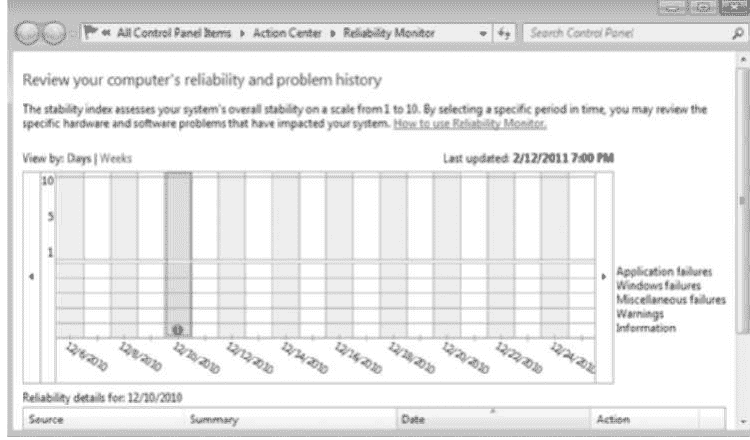 « All Control Panel Items ▸ Action Center ▸ Reliability Monitor
Search Control Panel
Review your computer's reliability and problem history
The stability index assesses your system's overall stability on a scale from 1 to 10. By selecting a specific period in time, you may review the
specific hardware and software problems that have impacted your system. How to use Reliability Monitor.
View by: Days | Weeks
Last updated: 2/12/2011 7:00 PM
10
5
1
Application failures
Windows failures
Miscellaneous failures
Warnings
Information
12/6/2010 12/8/2010 12/10/2010 12/12/2010 12/14/2010 12/16/2010 12/18/2010 12/20/2010 12/22/2010 12/24/2010
Reliability details for: 12/10/2010
Source Summary Date Action